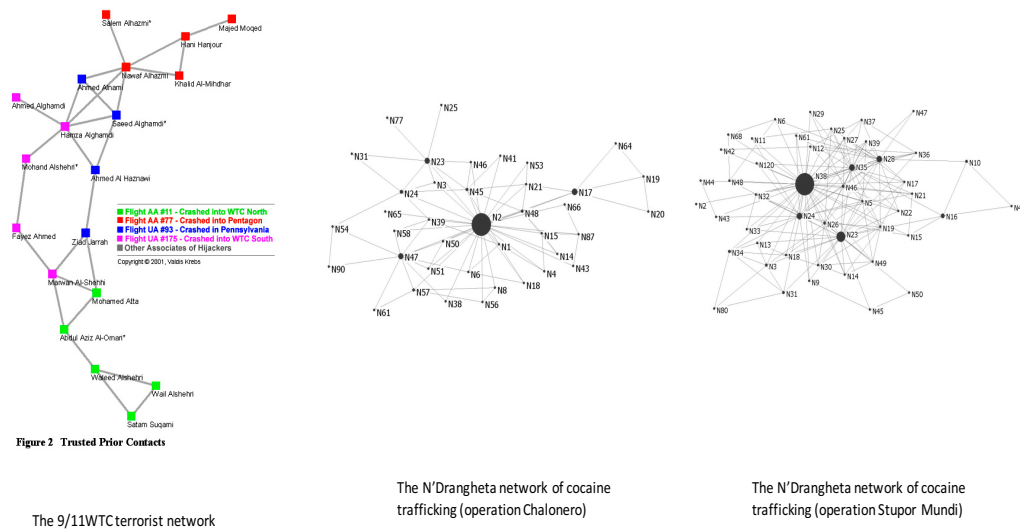 Salem Alhazmi*
Majed Moqed
Hani Hanjour
Nawaf Alhazmi
Khalid Al-Mihdhar
Ahmed Alnami
Ahmed Alghamdi
Saeed Alghamdi*
Hamza Alghamdi
Mohand Alshehri*
Ahmed Al Haznawi
Flight AA #11 - Crashed into WTC North
Flight AA #77 - Crashed into Pentagon
Flight UA #93 - Crashed in Pennsylvania
Flight UA #175 - Crashed into WTC South
Other Associates of Hijackers
Copyright © 2001, Valdis Krebs
Fayez Ahmed
Ziad Jarrah
Marwan Al-Shehhi
Mohamed Atta
Abdul Aziz Al-Omari*
Waleed Alshehri
Wail Alshehri
Satam Suqami
Figure 2 Trusted Prior Contacts
The 9/11WTC terrorist network
N25
N77
N64
N31
N23
N46
N41
N53
N19
N3
N17
N24
N45
N21
N66
N20
N65
N2
N48
N39
N54
N58
N15
N87
N50
N1
N47
N14
N90
N51
N6
N4
N43
N18
N57
N8
N61
N38
N56
The N'Drangheta network of cocaine
trafficking (operation Chalonero)
N29
N47
N6
N37
N68
N61
N25
N27
N39
N11
N12
N42
N28
N36
N120
N35
N10
N38
N44
N48
N46
N17
N32
N21
N2
N5
N43
N24
N22
N16
N26
N33
N19
N15
N23
N13
N34
N18
N3
N30
N49
N9
N14
N31
N50
N80
N45
The N'Drangheta network of cocaine
trafficking (operation Stupor Mundi)